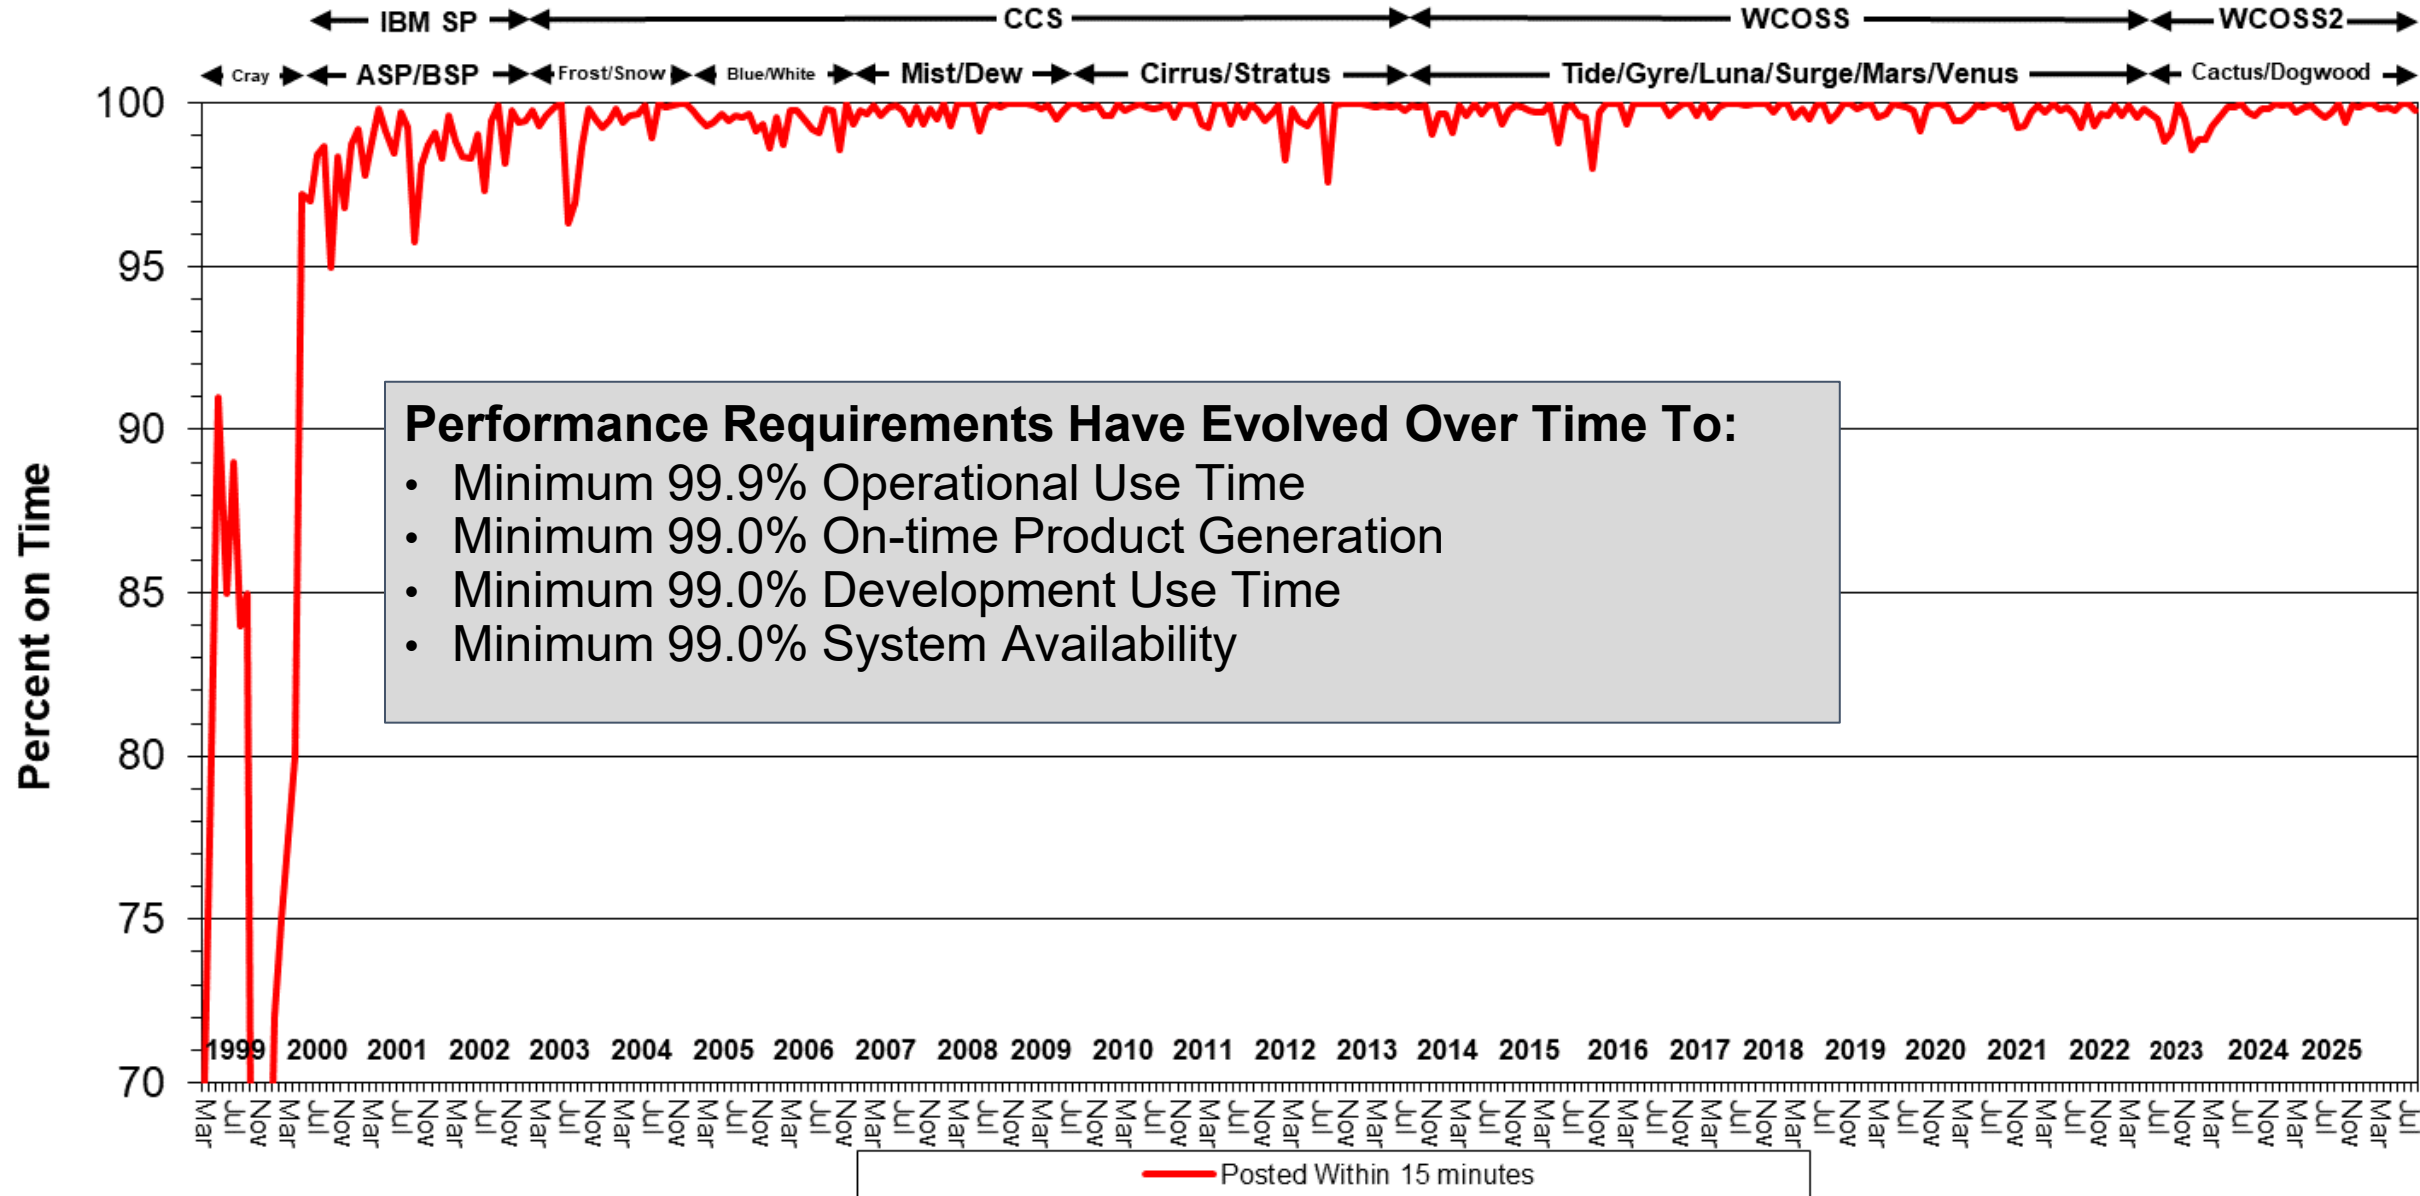 IBM SP CCS WCOSS WCOSS2
Cray ASP/BSP Frost/Snow Blue/White Mist/Dew Cirrus/Stratus Tide/Gyre/Luna/Surge/Mars/Venus Cactus/Dogwood
100
95
90
85
80
75
70
Percent on Time
Performance Requirements Have Evolved Over Time To:
• Minimum 99.9% Operational Use Time
• Minimum 99.0% On-time Product Generation
• Minimum 99.0% Development Use Time
• Minimum 99.0% System Availability
1999 2000 2001 2002 2003 2004 2005 2006 2007 2008 2009 2010 2011 2012 2013 2014 2015 2016 2017 2018 2019 2020 2021 2022 2023 2024 2025
Mar Jul Nov Mar Jul Nov Mar Jul Nov Mar Jul Nov Mar Jul Nov Mar Jul Nov Mar Jul Nov Mar Jul Nov Mar Jul Nov Mar Jul Nov Mar Jul Nov Mar Jul Nov Mar Jul Nov Mar Jul Nov Mar Jul Nov Mar Jul Nov Mar Jul Nov Mar Jul Nov Mar Jul Nov Mar Jul Nov Mar Jul Nov Mar Jul Nov Mar Jul Nov Mar Jul Nov Mar Jul Nov Mar Jul Nov Mar Jul
Posted Within 15 minutes